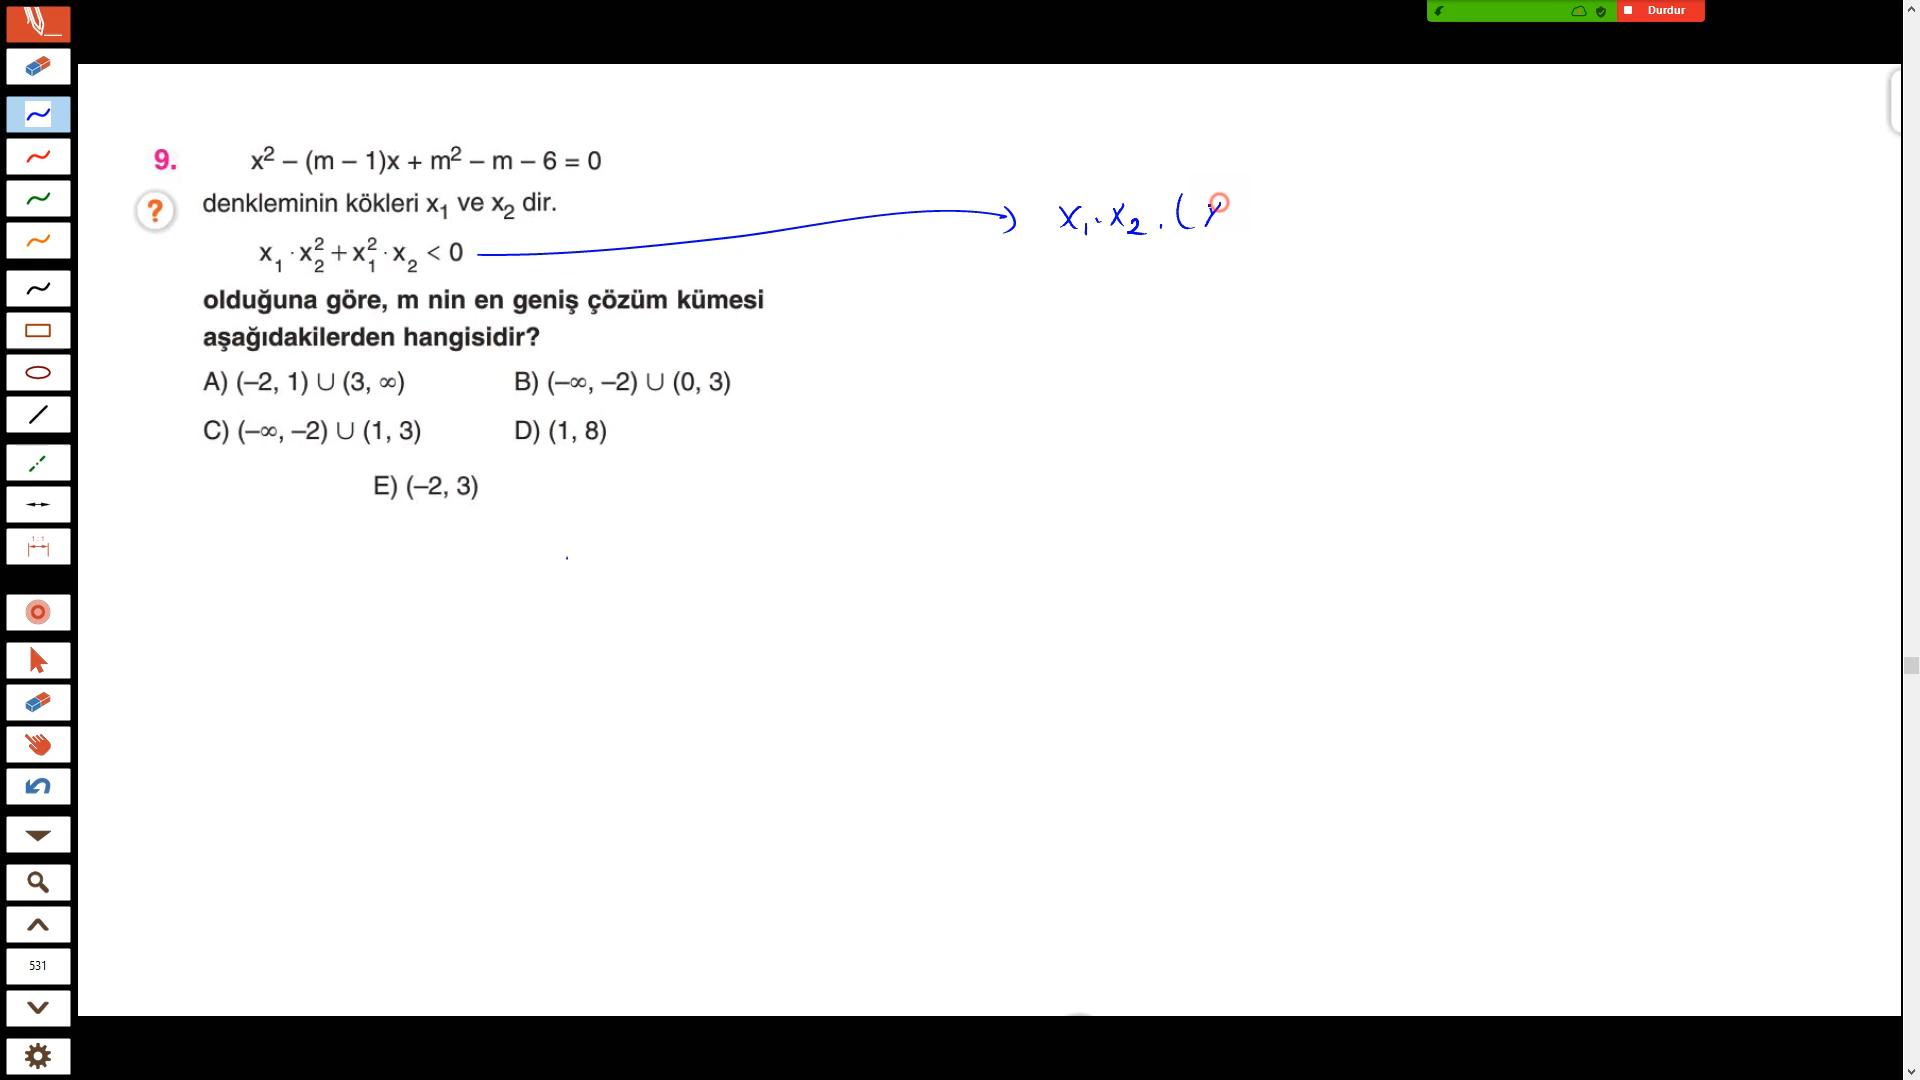 Durdur
9. x² – (m – 1)x + m² – m – 6 = 0
? denkleminin kökleri x₁ ve x₂ dir.
x₁ · x₂² + x₁² · x₂ < 0
x₁ . x₂ . ( x
olduğuna göre, m nin en geniş çözüm kümesi
aşağıdakilerden hangisidir?
A) (–2, 1) ∪ (3, ∞) B) (–∞, –2) ∪ (0, 3)
C) (–∞, –2) ∪ (1, 3) D) (1, 8)
E) (–2, 3)
1:1
531